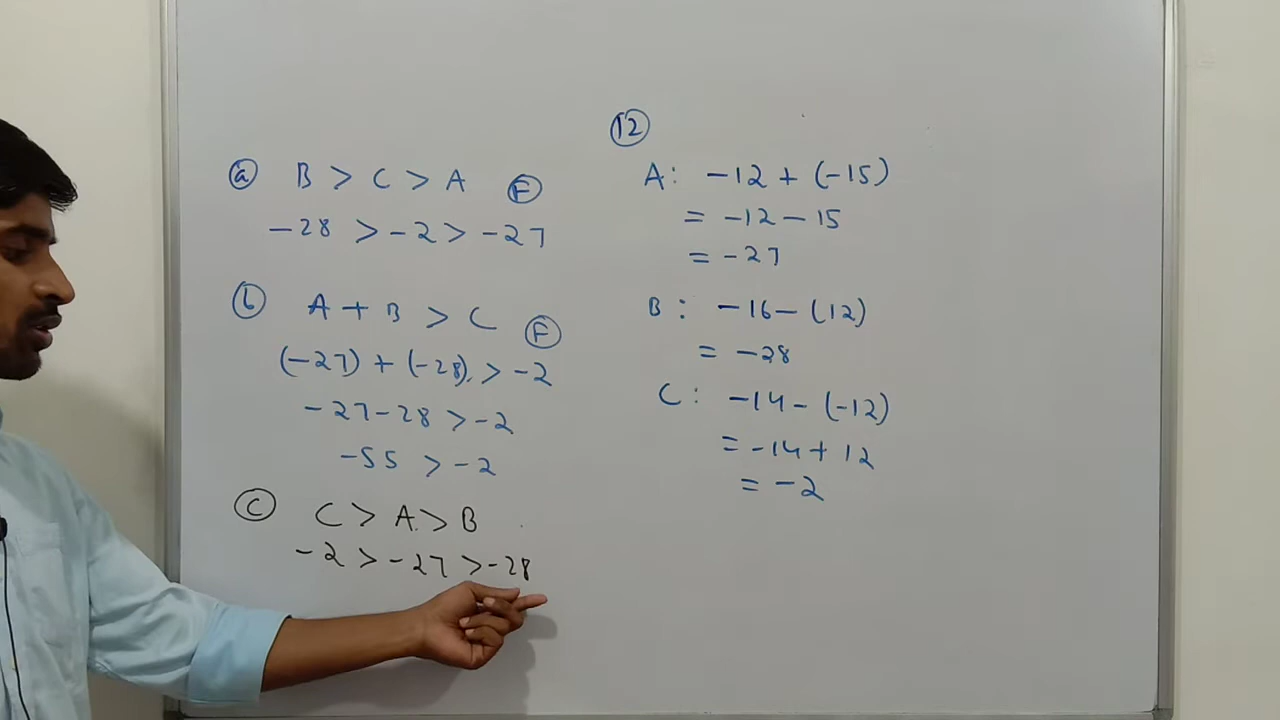 ⓐ B > C > A Ⓕ
-28 > -2 > -27
ⓑ A + B > C Ⓕ
(-27) + (-28) > -2
-27-28 > -2
-55 > -2
ⓒ C > A > B
-2 > -27 > -28
⑫
A: -12 + (-15)
= -12 - 15
= -27
B: -16 - (12)
= -28
C: -14 - (-12)
= -14 + 12
= -2